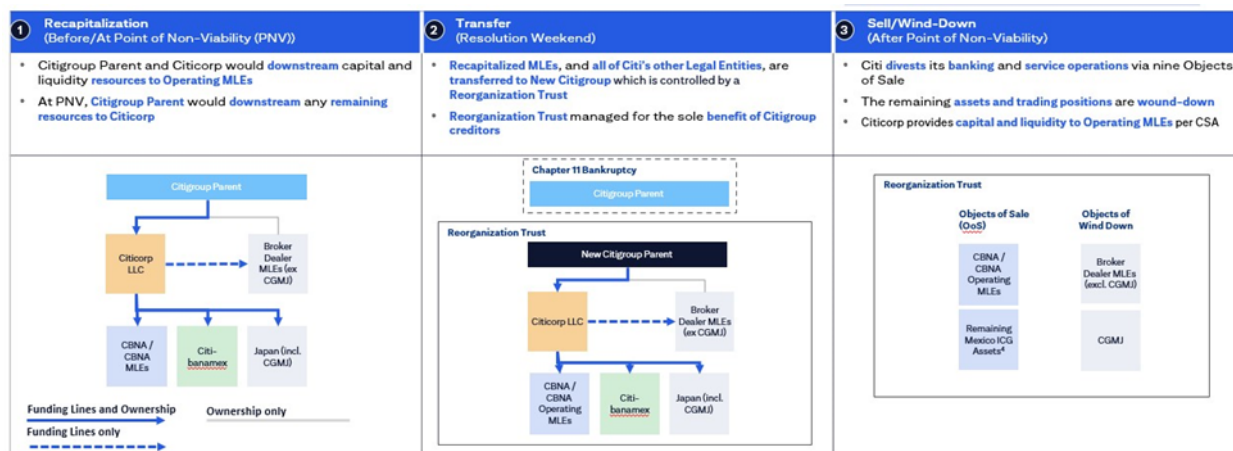 1 Recapitalization
(Before/At Point of Non-Viability (PNV))
• Citigroup Parent and Citicorp would downstream capital and
liquidity resources to Operating MLEs
• At PNV, Citigroup Parent would downstream any remaining
resources to Citicorp
Citigroup Parent
Citicorp
LLC
Broker
Dealer
MLEs (ex
CGMJ)
CBNA /
CBNA
MLEs
Citi-
banamex
Japan (incl.
CGMJ)
Funding Lines and Ownership
Ownership only
Funding Lines only
2 Transfer
(Resolution Weekend)
• Recapitalized MLEs, and all of Citi's other Legal Entities, are
transferred to New Citigroup which is controlled by a
Reorganization Trust
• Reorganization Trust managed for the sole benefit of Citigroup
creditors
Chapter 11 Bankruptcy
Citigroup Parent
Reorganization Trust
New Citigroup Parent
Citicorp LLC
Broker
Dealer MLEs
(ex CGMJ)
CBNA /
CBNA
Operating
MLEs
Citi-
banamex
Japan (incl.
CGMJ)
3 Sell/Wind-Down
(After Point of Non-Viability)
• Citi divests its banking and service operations via nine Objects
of Sale
• The remaining assets and trading positions are wound-down
• Citicorp provides capital and liquidity to Operating MLEs per CSA
Reorganization Trust
Objects of Sale
(OoS)
Objects of
Wind Down
CBNA /
CBNA
Operating
MLEs
Broker
Dealer MLEs
(excl. CGMJ)
Remaining
Mexico ICG
Assets⁴
CGMJ